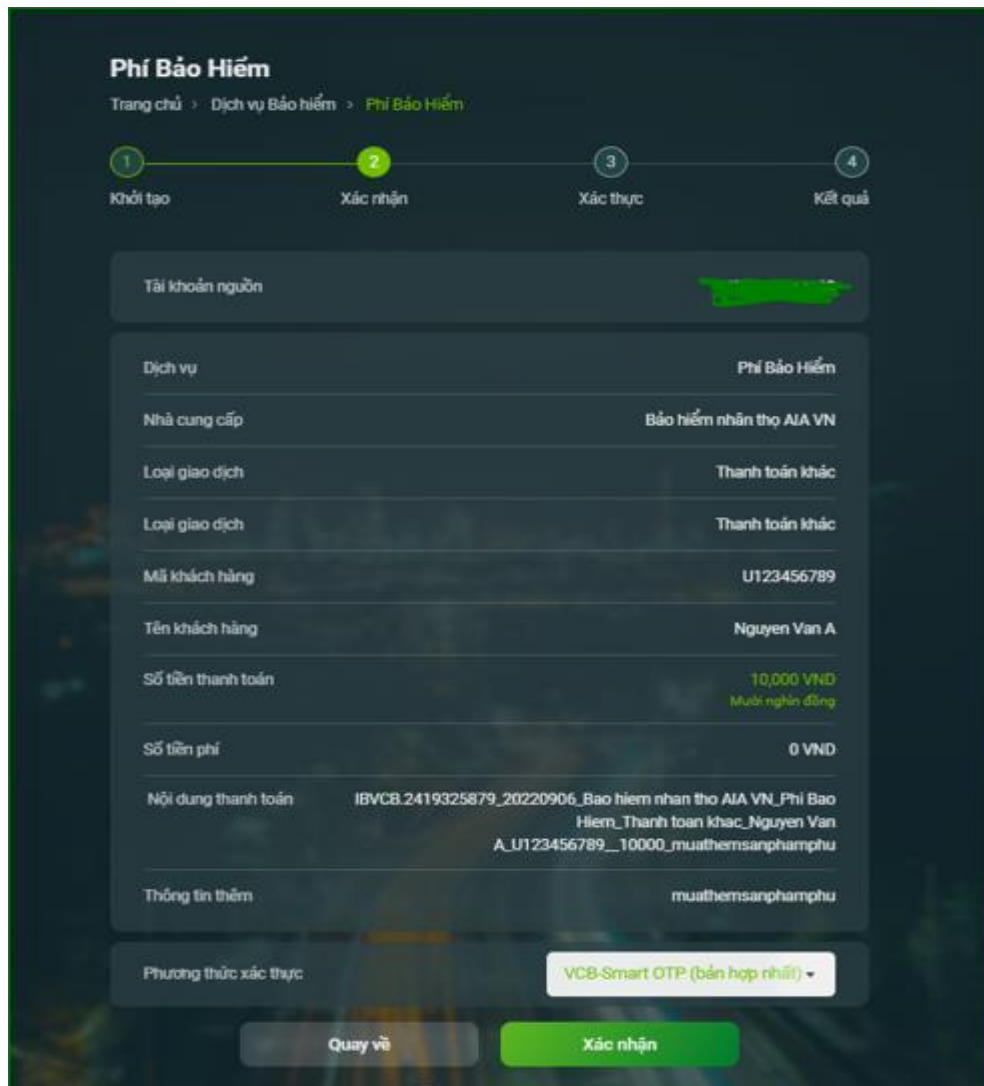 Phí Bảo Hiểm
Trang chủ > Dịch vụ Bảo hiểm > Phí Bảo Hiểm
1 2 3 4
Khởi tạo Xác nhận Xác thực Kết quả
Tài khoản nguồn
Dịch vụ Phí Bảo Hiểm
Nhà cung cấp Bảo hiểm nhân thọ AIA VN
Loại giao dịch Thanh toán khác
Loại giao dịch Thanh toán khác
Mã khách hàng U123456789
Tên khách hàng Nguyen Van A
Số tiền thanh toán 10,000 VND
Mười nghìn đồng
Số tiền phí 0 VND
Nội dung thanh toán IBVCB.2419325879_20220906_Bao hiem nhan tho AIA VN_Phi Bao
Hiem_Thanh toan khac_Nguyen Van
A_U123456789__10000_muathemsanphamphu
Thông tin thêm muathemsanphamphu
Phương thức xác thực VCB-Smart OTP (bản hợp nhất)
Quay về Xác nhận